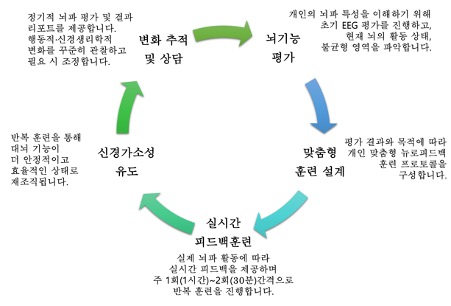 정기적 뇌파 평가 및 결과
리포트를 제공합니다.
행동적·신경생리학적
변화를 꾸준히 관찰하고
필요 시 조정합니다.
변화 추적
및 상담
뇌기능
평가
개인의 뇌파 특성을 이해하기 위해
초기 EEG 평가를 진행하고,
현재 뇌의 활동 상태,
불균형 영역을 파악합니다.
맞춤형
훈련 설계
평가 결과와 목적에 따라
개인 맞춤형 뉴로피드백
훈련 프로토콜을
구성합니다.
실시간
피드백훈련
실제 뇌파 활동에 따라
실시간 피드백을 제공하며
주 1회(1시간)~2회(30분)간격으로
반복 훈련을 진행합니다.
신경가소성
유도
반복 훈련을 통해
대뇌 기능이
더 안정적이고
효율적인 상태로
재조직됩니다.